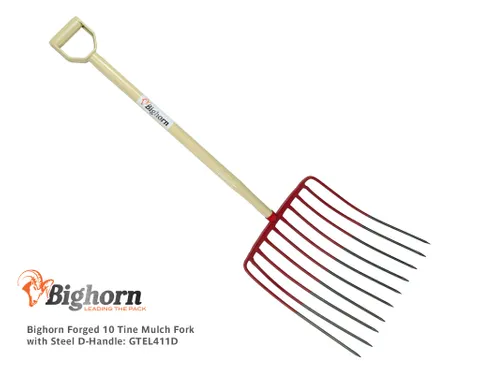 Bighorn
Bighorn
LEADING THE PACK
Bighorn Forged 10 Tine Mulch Fork
with Steel D-Handle: GTEL411D